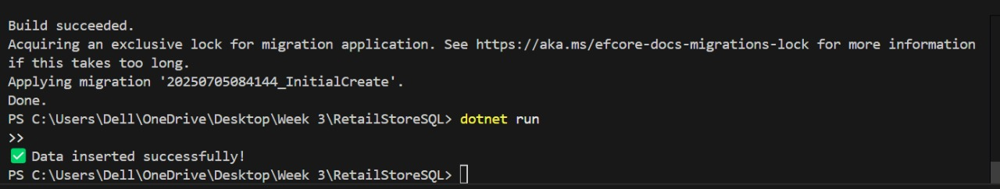 Build succeeded.
Acquiring an exclusive lock for migration application. See https://aka.ms/efcore-docs-migrations-lock for more information
if this takes too long.
Applying migration '20250705084144_InitialCreate'.
Done.
PS C:\Users\Dell\OneDrive\Desktop\Week 3\RetailStoreSQL> dotnet run
>>
✅ Data inserted successfully!
PS C:\Users\Dell\OneDrive\Desktop\Week 3\RetailStoreSQL>